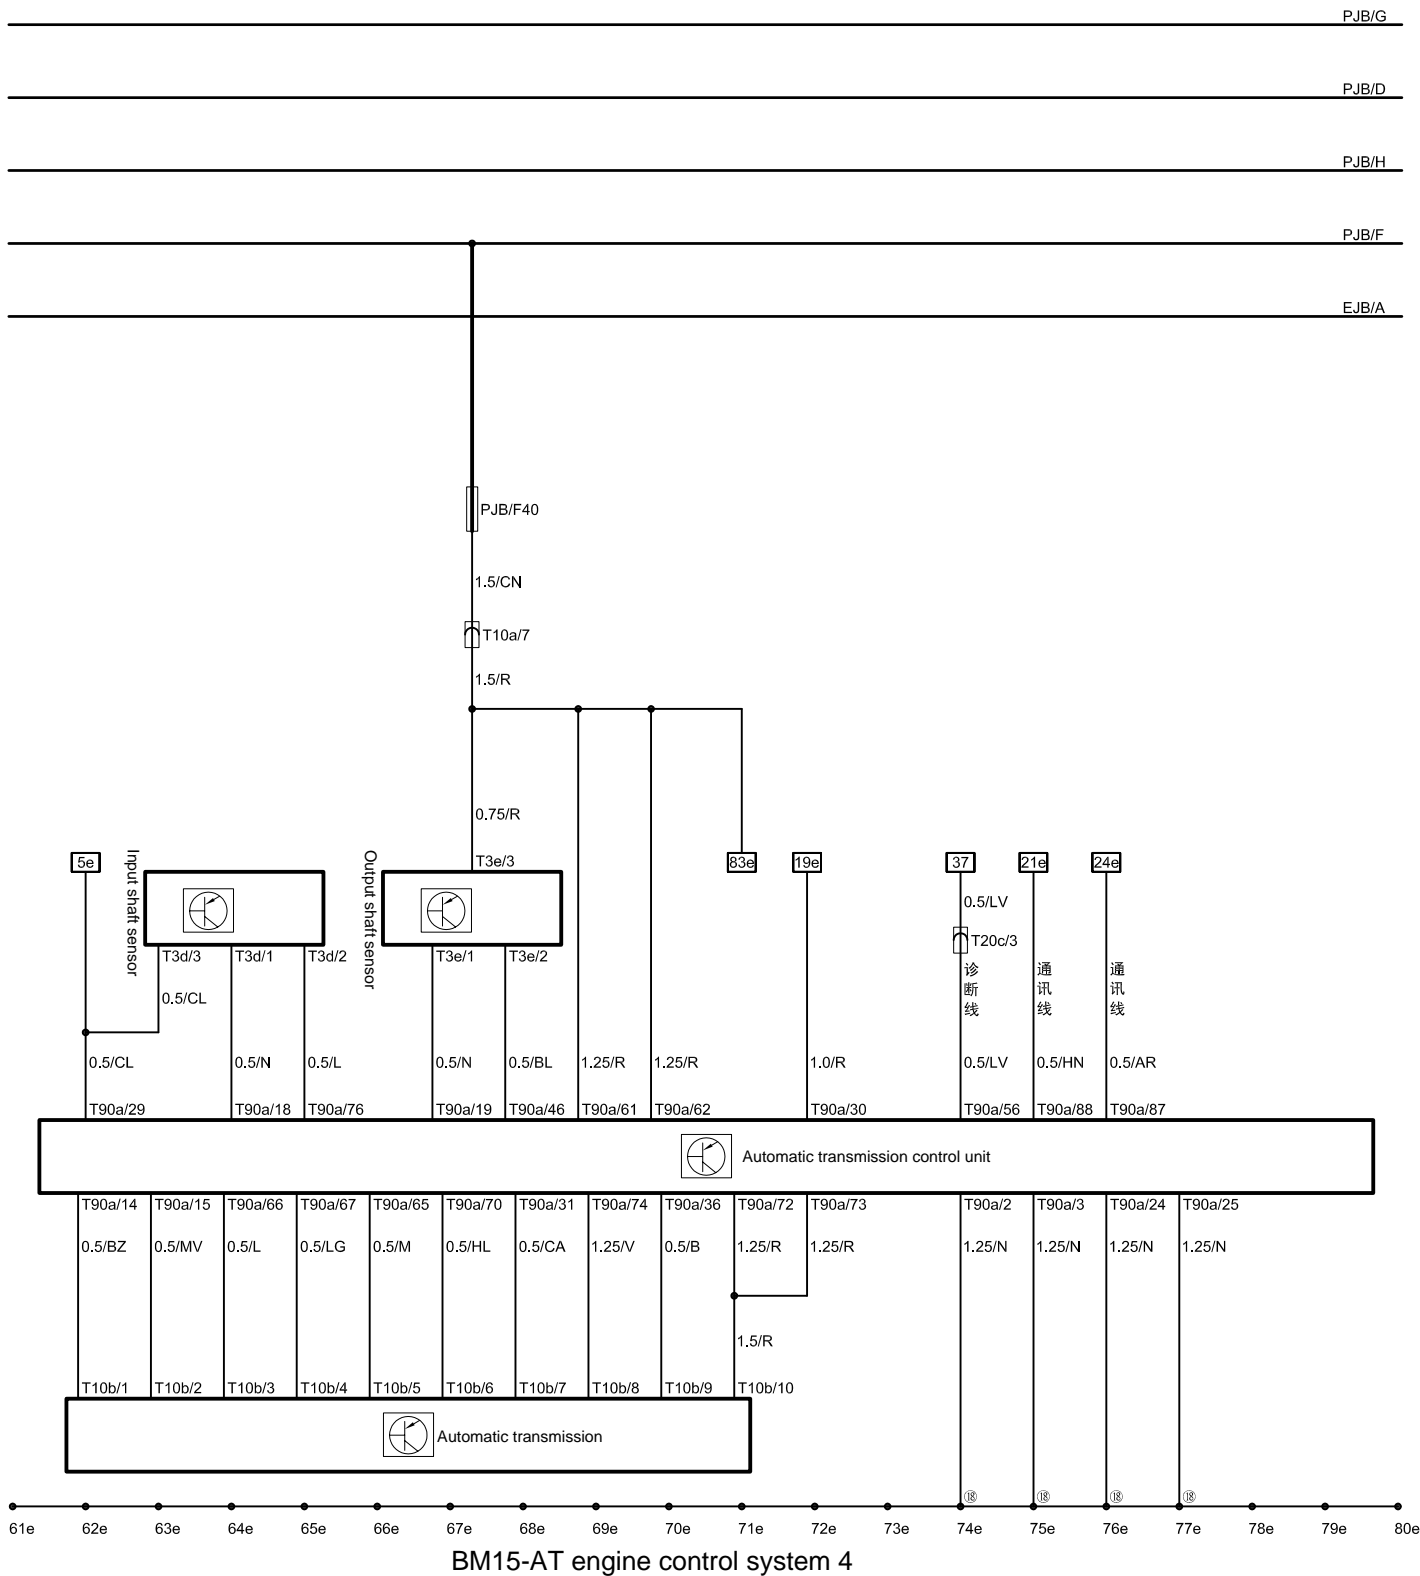 PJB/G
PJB/D
PJB/H
PJB/F
EJB/A
PJB/F40
1.5/CN
T10a/7
1.5/R
0.75/R
5e
Input shaft sensor
Output shaft sensor
T3e/3
83e
19e
37
21e
24e
0.5/LV
T20c/3
T3d/3
T3d/1
T3d/2
T3e/1
T3e/2
诊断线
通讯线
通讯线
0.5/CL
0.5/CL
0.5/N
0.5/L
0.5/N
0.5/BL
1.25/R
1.25/R
1.0/R
0.5/LV
0.5/HN
0.5/AR
T90a/29
T90a/18
T90a/76
T90a/19
T90a/46
T90a/61
T90a/62
T90a/30
T90a/56
T90a/88
T90a/87
Automatic transmission control unit
T90a/14
T90a/15
T90a/66
T90a/67
T90a/65
T90a/70
T90a/31
T90a/74
T90a/36
T90a/72
T90a/73
T90a/2
T90a/3
T90a/24
T90a/25
0.5/BZ
0.5/MV
0.5/L
0.5/LG
0.5/M
0.5/HL
0.5/CA
1.25/V
0.5/B
1.25/R
1.25/R
1.25/N
1.25/N
1.25/N
1.25/N
1.5/R
T10b/1
T10b/2
T10b/3
T10b/4
T10b/5
T10b/6
T10b/7
T10b/8
T10b/9
T10b/10
Automatic transmission
⑱
⑱
⑱
⑱
61e
62e
63e
64e
65e
66e
67e
68e
69e
70e
71e
72e
73e
74e
75e
76e
77e
78e
79e
80e
BM15-AT engine control system 4